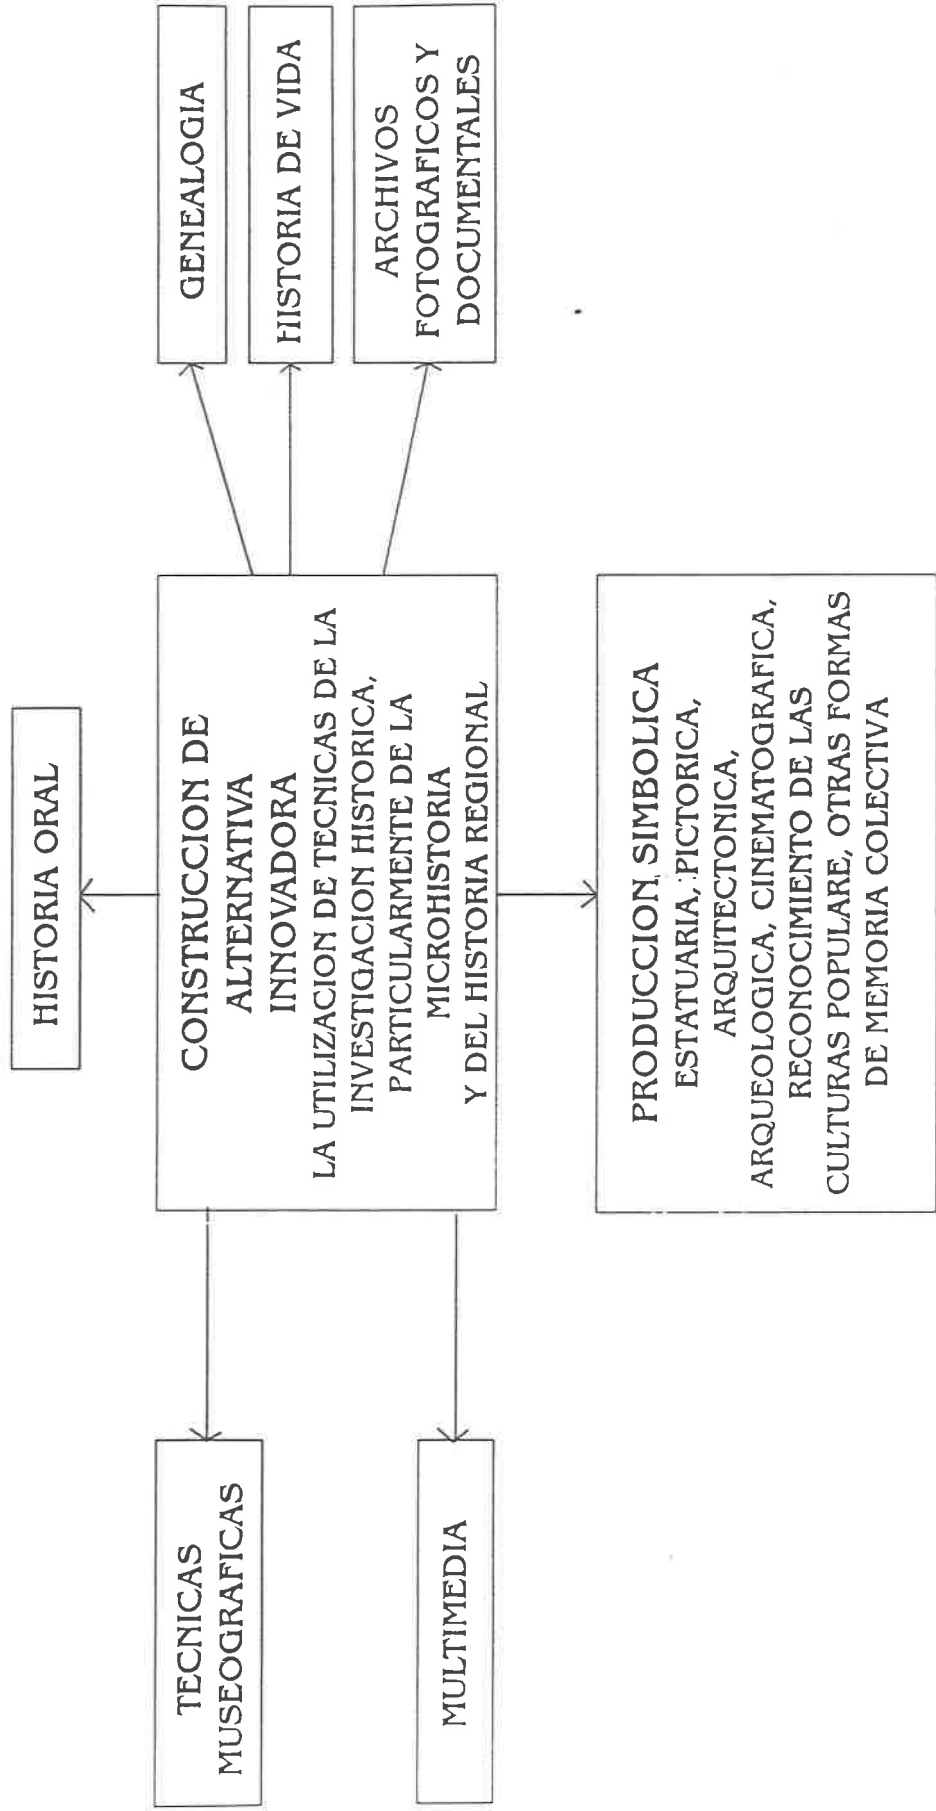 HISTORIA ORAL
TECNICAS
MUSEOGRAFICAS
MULTIMEDIA
CONSTRUCCION DE
ALTERNATIVA
INNOVADORA
LA UTILIZACION DE TECNICAS DE LA
INVESTIGACION HISTORICA,
PARTICULARMENTE DE LA
MICROHISTORIA
Y DEL HISTORIA REGIONAL
GENEALOGIA
HISTORIA DE VIDA
ARCHIVOS
FOTOGRAFICOS Y
DOCUMENTALES
PRODUCCION SIMBOLICA
ESTATUARIA, PICTORICA,
ARQUITECTONICA,
ARQUEOLOGICA, CINEMATOGRAFICA,
RECONOCIMIENTO DE LAS
CULTURAS POPULARE, OTRAS FORMAS
DE MEMORIA COLECTIVA